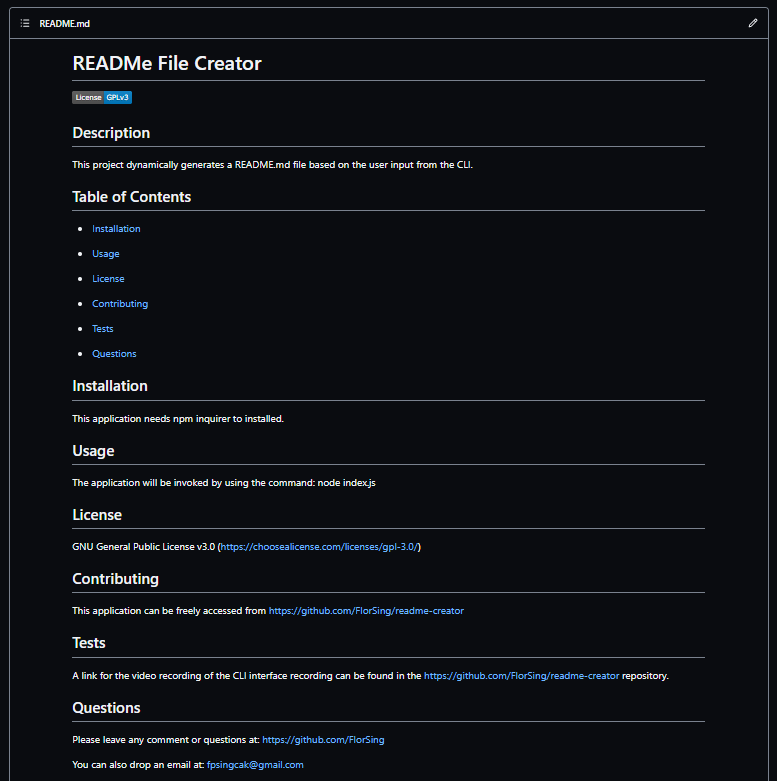 README.md
READMe File Creator
License GPLv3
Description
This project dynamically generates a README.md file based on the user input from the CLI.
Table of Contents
Installation
Usage
License
Contributing
Tests
Questions
Installation
This application needs npm inquirer to installed.
Usage
The application will be invoked by using the command: node index.js
License
GNU General Public License v3.0 (https://choosealicense.com/licenses/gpl-3.0/)
Contributing
This application can be freely accessed from https://github.com/FlorSing/readme-creator
Tests
A link for the video recording of the CLI interface recording can be found in the https://github.com/FlorSing/readme-creator repository.
Questions
Please leave any comment or questions at: https://github.com/FlorSing
You can also drop an email at: fpsingcak@gmail.com